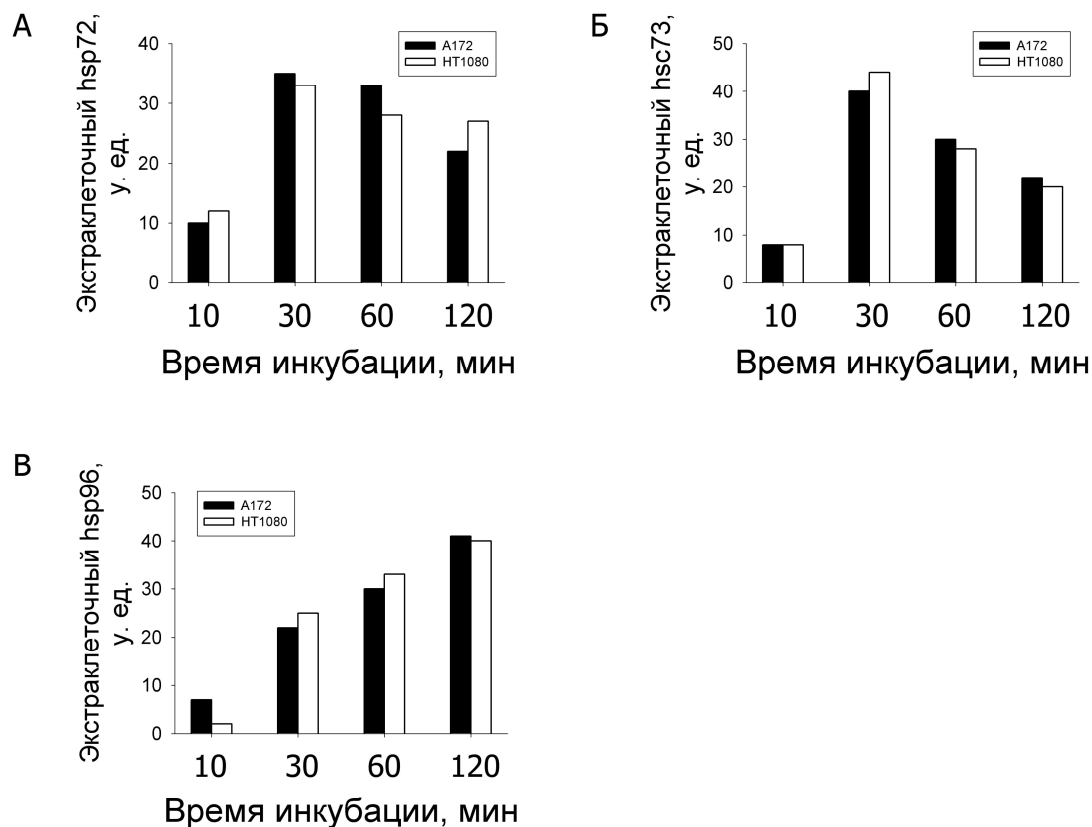 А
Экстраклеточный hsp72,
у. ед.
40
30
20
10
0
A172
HT1080
10 30 60 120
Время инкубации, мин
Б
Экстраклеточный hsc73,
у. ед.
50
40
30
20
10
0
A172
HT1080
10 30 60 120
Время инкубации, мин
В
Экстраклеточный hsp96,
у. ед.
50
40
30
20
10
0
A172
HT1080
10 30 60 120
Время инкубации, мин